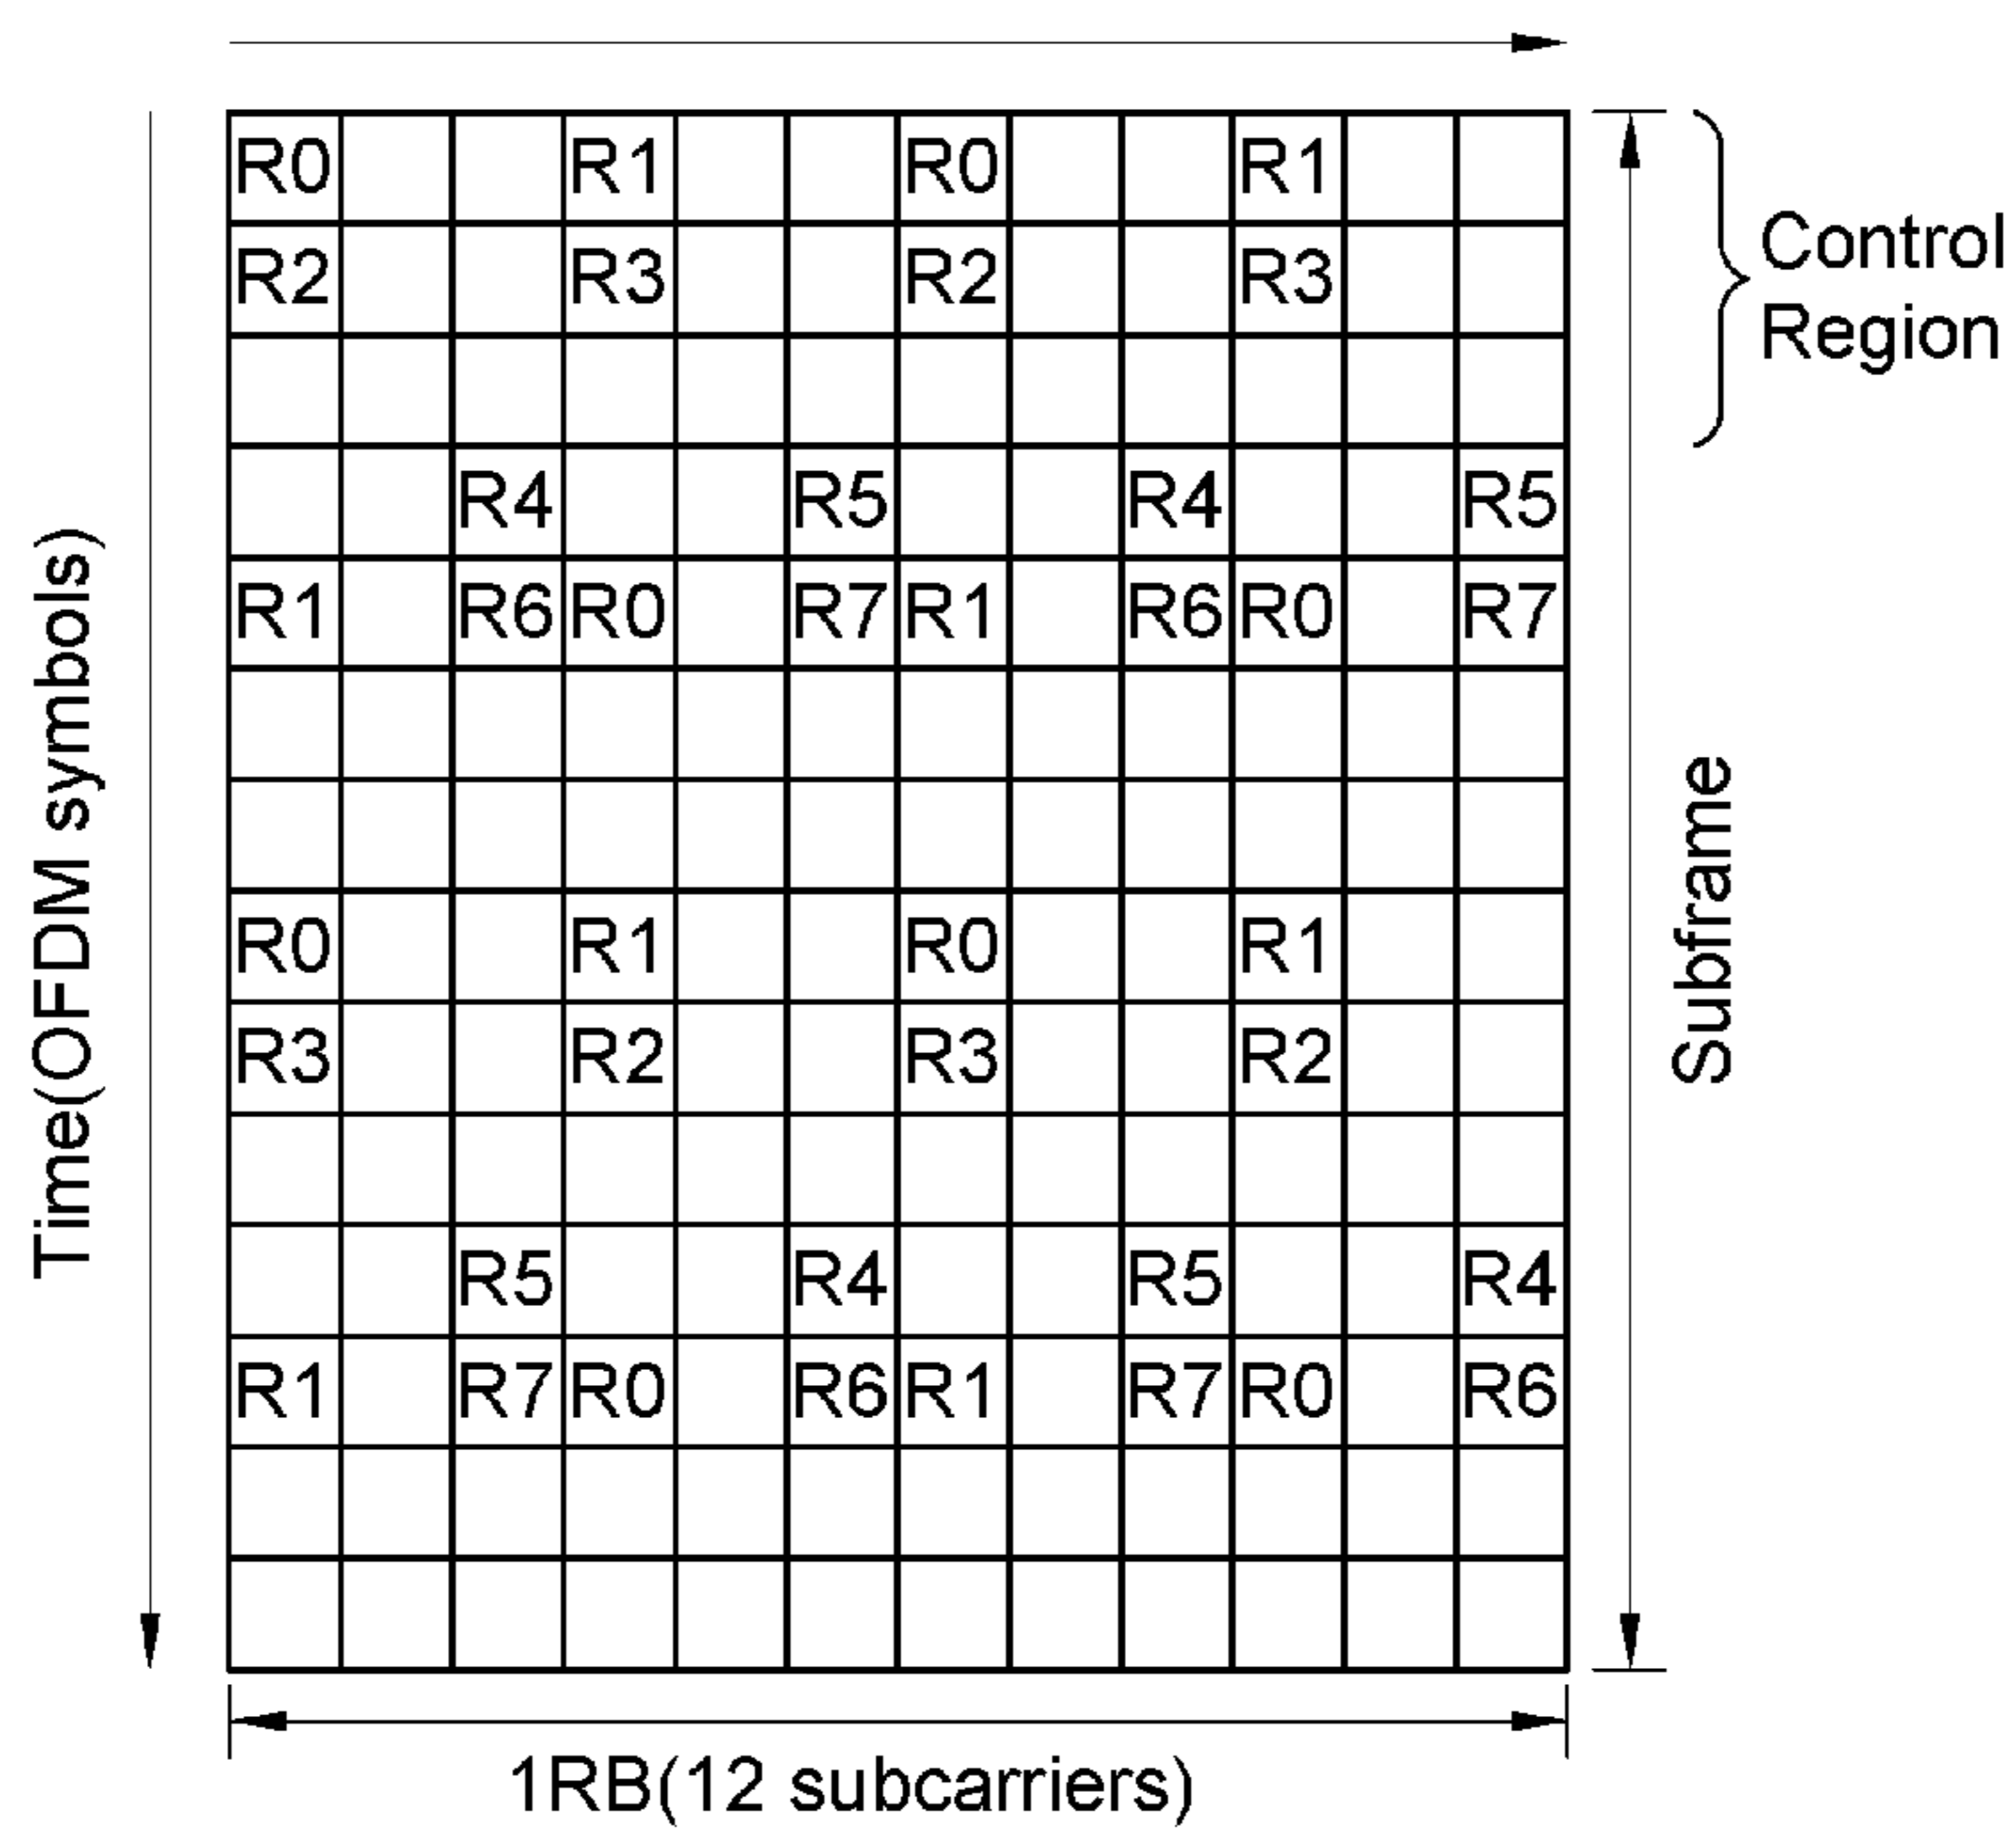 R0 R1 R0 R1
R2 R3 R2 R3
Control
Region
R4 R5 R4 R5
R1 R6 R0 R7 R1 R6 R0 R7
Time(OFDM symbols)
Subframe
R0 R1 R0 R1
R3 R2 R3 R2
R5 R4 R5 R4
R1 R7 R0 R6 R1 R7 R0 R6
1RB(12 subcarriers)